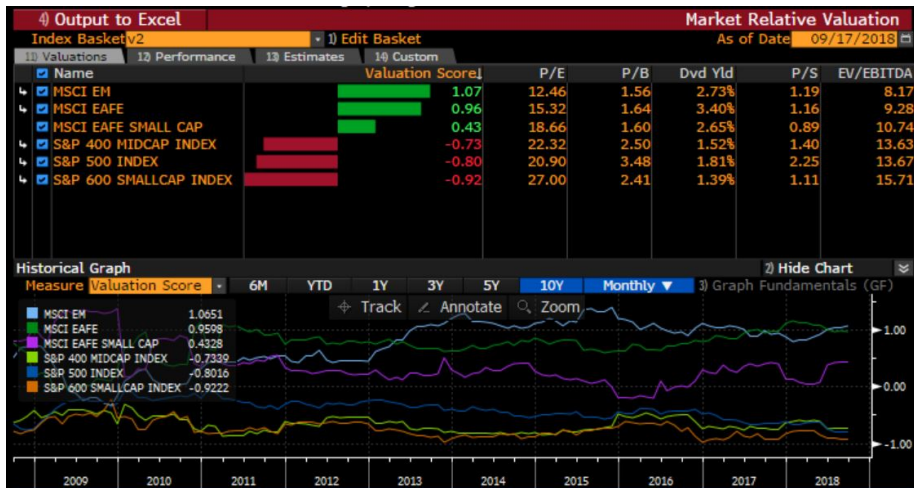 4) Output to Excel Market Relative Valuation
Index Basket v2 1) Edit Basket As of Date 09/17/2018
11) Valuations 12) Performance 13) Estimates 14) Custom
Name Valuation Score↓ P/E P/B Dvd Yld P/S EV/EBITDA
MSCI EM 1.07 12.46 1.56 2.73% 1.19 8.17
MSCI EAFE 0.96 15.32 1.64 3.40% 1.16 9.28
MSCI EAFE SMALL CAP 0.43 18.66 1.60 2.65% 0.89 10.74
S&P 400 MIDCAP INDEX -0.73 22.32 2.50 1.52% 1.40 13.63
S&P 500 INDEX -0.80 20.90 3.48 1.81% 2.25 13.67
S&P 600 SMALLCAP INDEX -0.92 27.00 2.41 1.39% 1.11 15.71
Historical Graph 2) Hide Chart
Measure Valuation Score 6M YTD 1Y 3Y 5Y 10Y Monthly ▼ 3) Graph Fundamentals (GF)
Track Annotate Zoom
MSCI EM 1.0651
MSCI EAFE 0.9598
MSCI EAFE SMALL CAP 0.4328
S&P 400 MIDCAP INDEX -0.7339
S&P 500 INDEX -0.8016
S&P 600 SMALLCAP INDEX -0.9222
1.00
0.00
-1.00
2009 2010 2011 2012 2013 2014 2015 2016 2017 2018